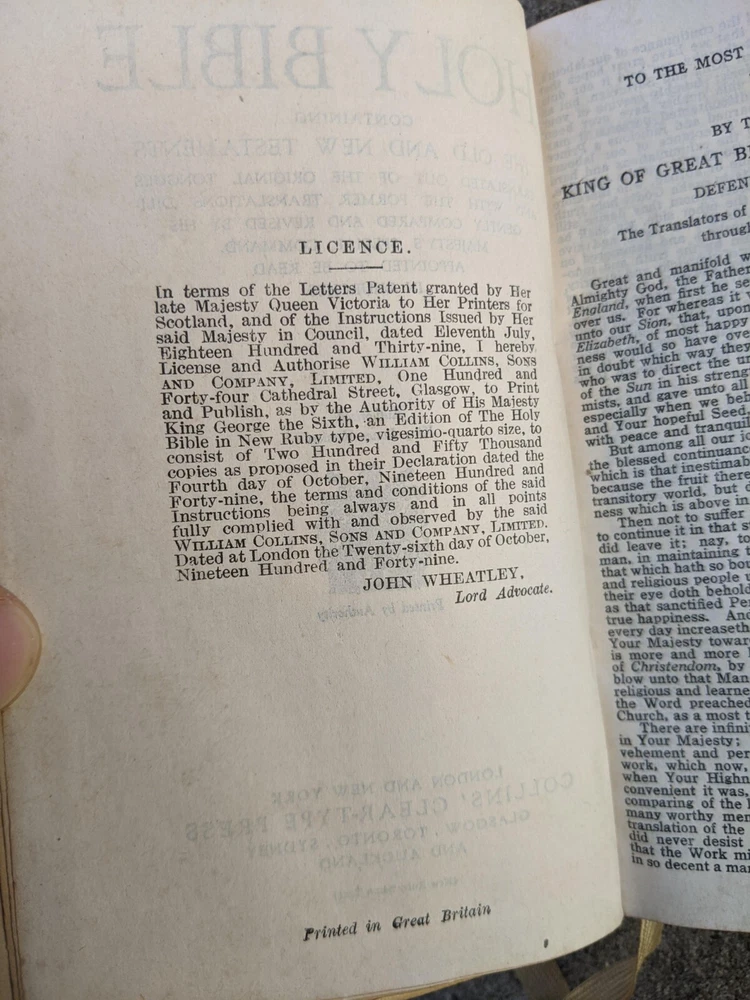 LICENCE.
In terms of the Letters Patent granted by Her
late Majesty Queen Victoria to Her Printers for
Scotland, and of the Instructions Issued by Her
said Majesty in Council, dated Eleventh July,
Eighteen Hundred and Thirty-nine, I hereby
License and Authorise WILLIAM COLLINS, SONS
AND COMPANY, LIMITED, One Hundred and
Forty-four Cathedral Street, Glasgow, to Print
and Publish, as by the Authority of His Majesty
King George the Sixth, an Edition of The Holy
Bible in New Ruby type, vigesimo-quarto size, to
consist of Two Hundred and Fifty Thousand
copies as proposed in their Declaration dated the
Fourth day of October, Nineteen Hundred and
Forty-nine, the terms and conditions of the said
Instructions being always and in all points
fully complied with and observed by the said
WILLIAM COLLINS, SONS AND COMPANY, LIMITED.
Dated at London the Twenty-sixth day of October,
Nineteen Hundred and Forty-nine.
JOHN WHEATLEY,
Lord Advocate.
Printed in Great Britain
TO THE MOST
BY
KING OF GREAT
The Translators of
through
Great and manifold
Almighty God, the Father
England, when first he
over us. For whereas it
unto our Sion, that, upon
Elizabeth, of most happy
ness would so have
in doubt which way they
who was to direct the
of the Sun in his
mists, and gave unto all
especially when we
and Your hopeful Seed,
with peace and
But among all our
the blessed
which is that
because the fruit
transitory world, but
ness which is above in
Then not to suffer
to continue it in that
did leave it; nay, to
man, in maintaining
that which hath so
and religious people
their eye doth behold
as that sanctified
true happiness. And
every day increaseth
Your Majesty
is more and more
of Christendom, by
blow unto that Man
religious and
the Word preached
Church, as a most
There are
in Your Majesty;
vehement and
work, which now,
when Your
convenient it was,
comparing of the
many worthy men
translation of the
did never desist
that the Work
in so decent a